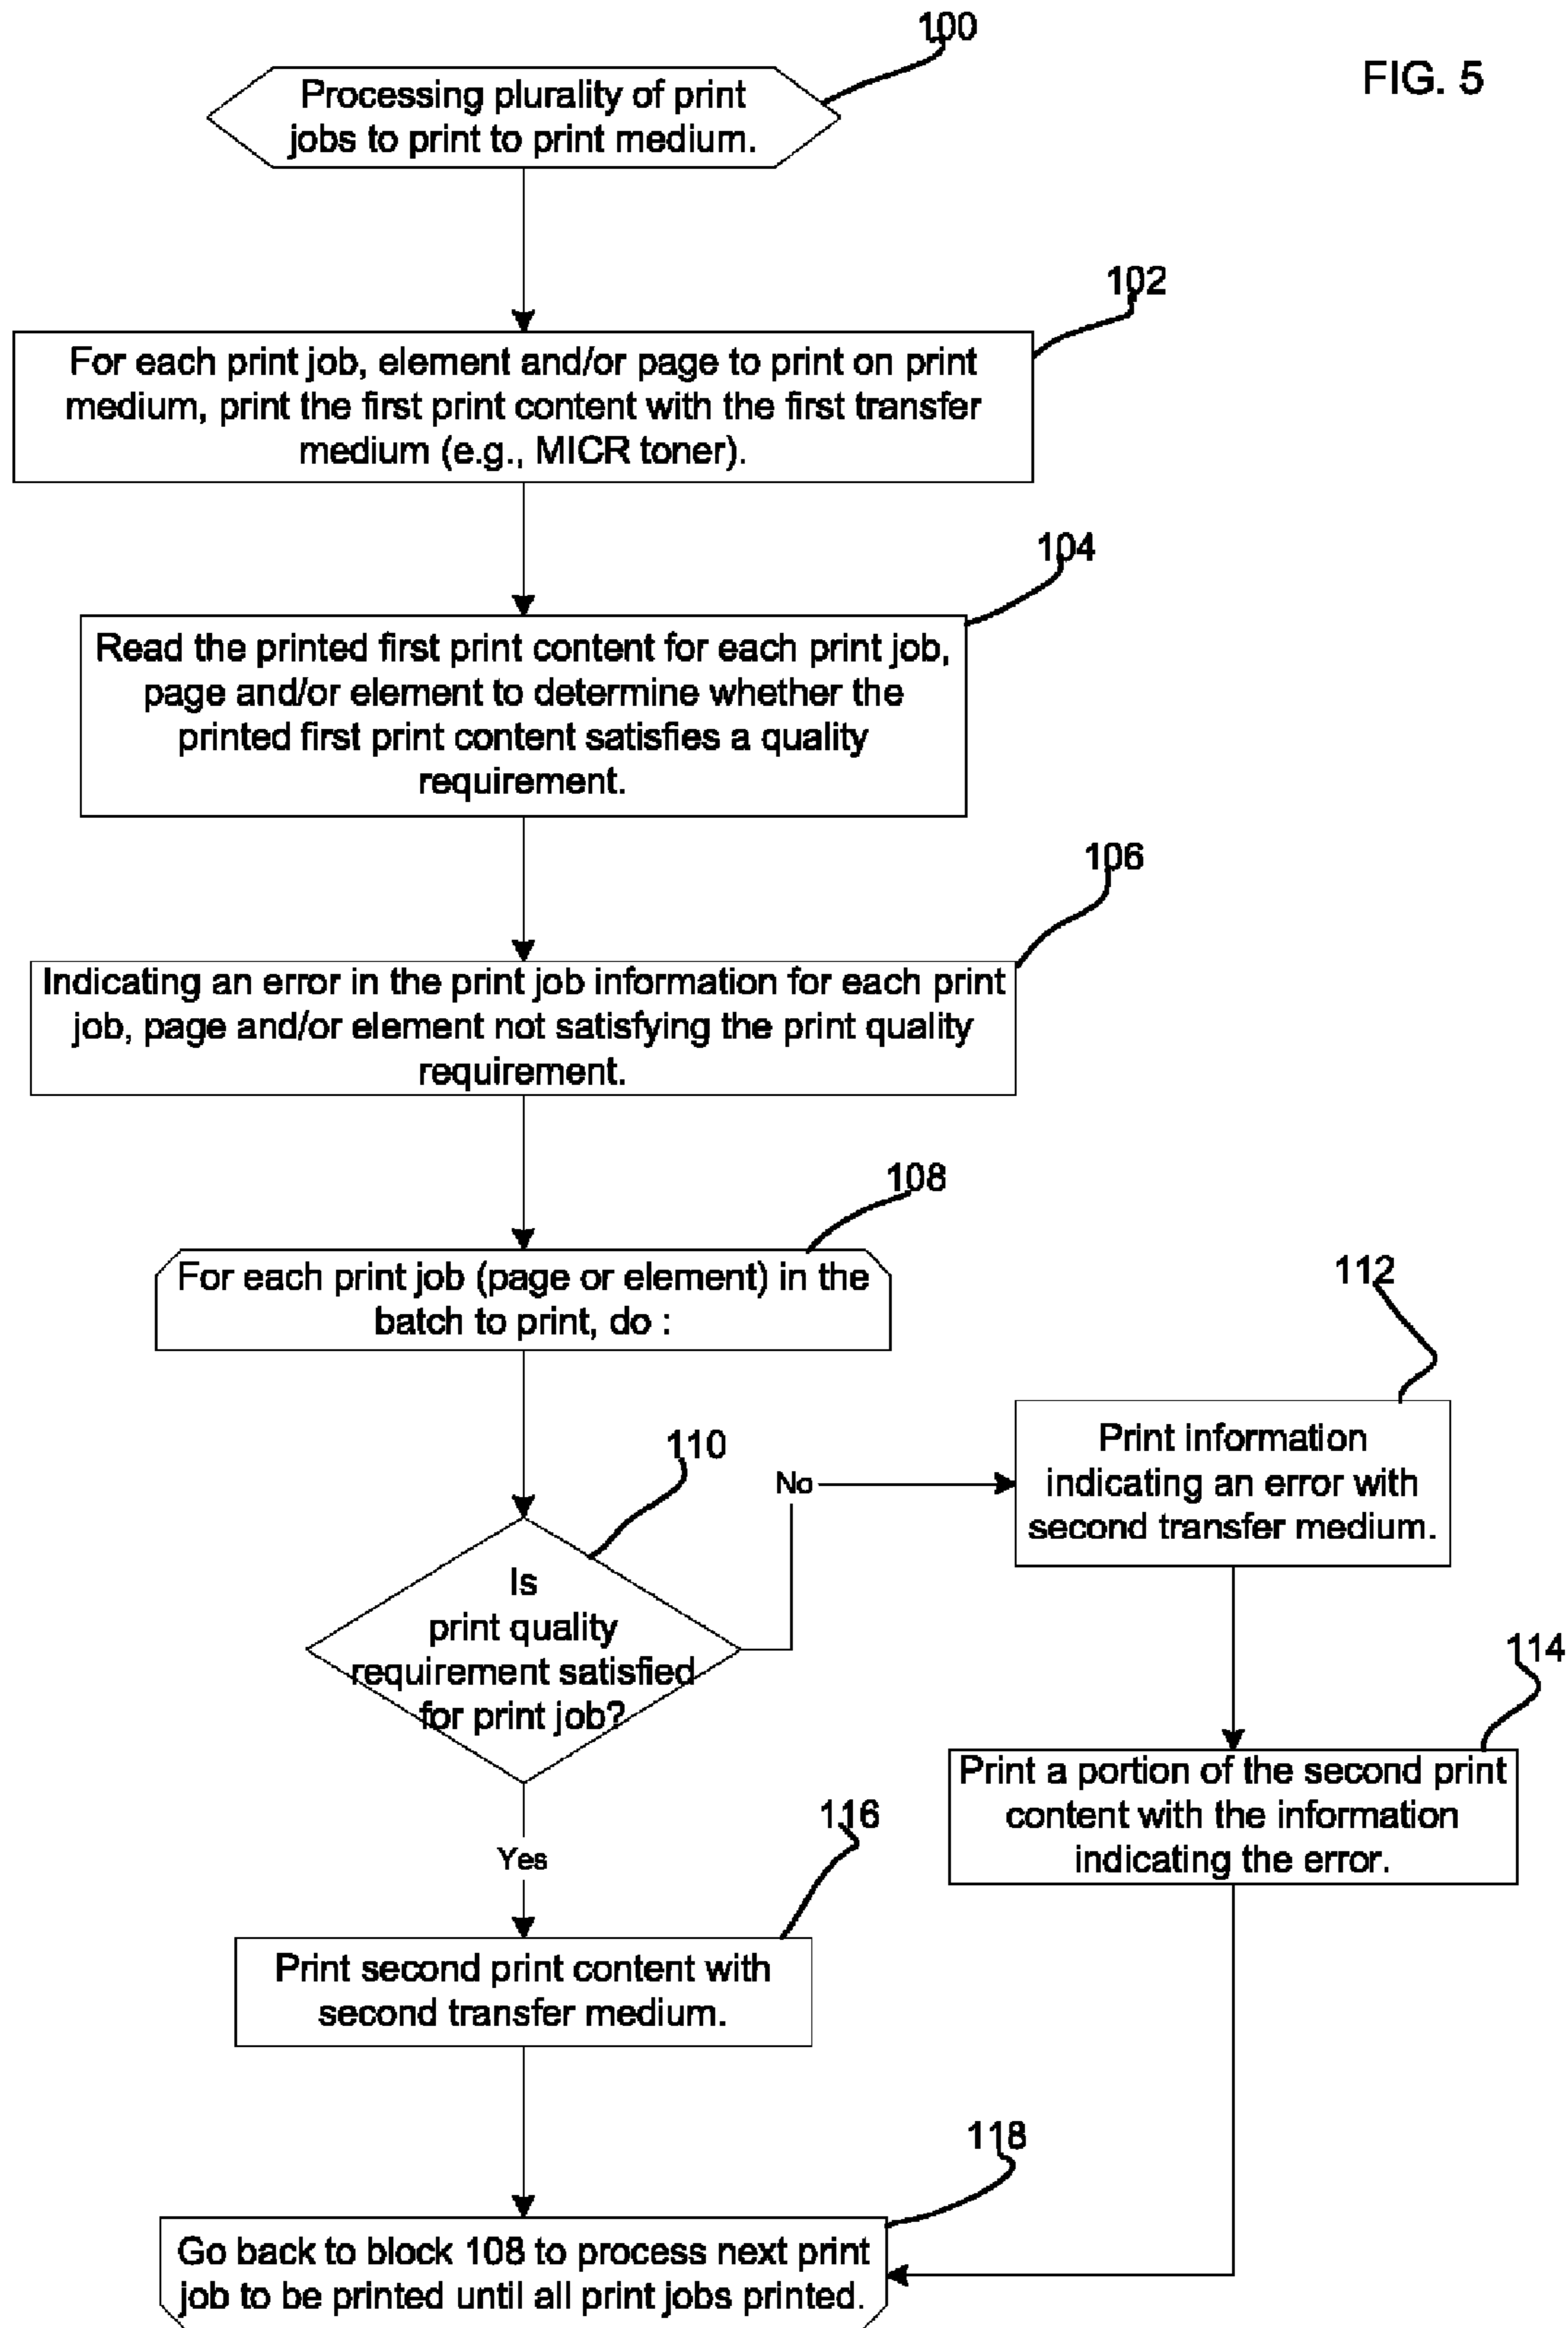 100
FIG. 5
Processing plurality of print
jobs to print to print medium.
102
For each print job, element and/or page to print on print
medium, print the first print content with the first transfer
medium (e.g., MICR toner).
104
Read the printed first print content for each print job,
page and/or element to determine whether the
printed first print content satisfies a quality
requirement.
106
Indicating an error in the print job information for each print
job, page and/or element not satisfying the print quality
requirement.
108
For each print job (page or element) in the
batch to print, do :
110
Is
print quality
requirement satisfied
for print job?
No
112
Print information
indicating an error with
second transfer medium.
114
Print a portion of the second print
content with the information
indicating the error.
Yes
116
Print second print content with
second transfer medium.
118
Go back to block 108 to process next print
job to be printed until all print jobs printed.